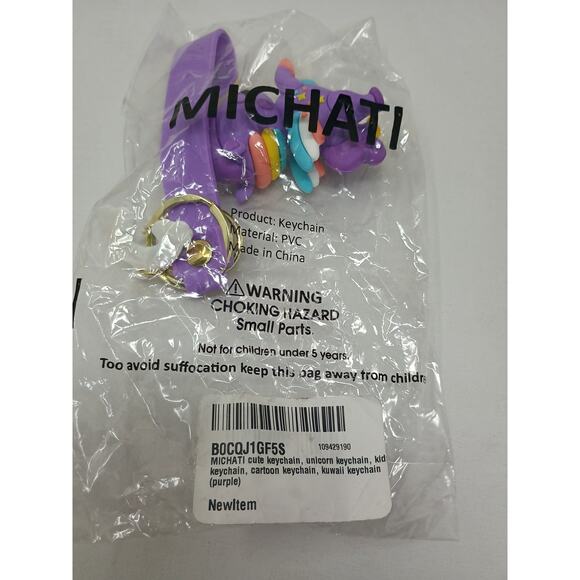 MICHATI
Product: Keychain
Material: PVC
Made in China
⚠WARNING
CHOKING HAZARD
Small Parts.
Not for children under 5 years.
Too avoid suffocation keep this bag away from childre
B0CQJ1GF5S 109429190
MICHATI cute keychain, unicorn keychain, kid
keychain, cartoon keychain, kuwaii keychain
(purple)
NewItem